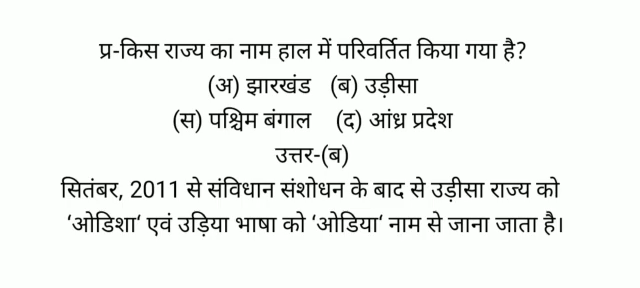 प्र-किस राज्य का नाम हाल में परिवर्तित किया गया है?
(अ) झारखंड (ब) उड़ीसा
(स) पश्चिम बंगाल (द) आंध्र प्रदेश
उत्तर-(ब)
सितंबर, 2011 से संविधान संशोधन के बाद से उड़ीसा राज्य को
‘ओडिशा‘ एवं उड़िया भाषा को ‘ओडिया‘ नाम से जाना जाता है।